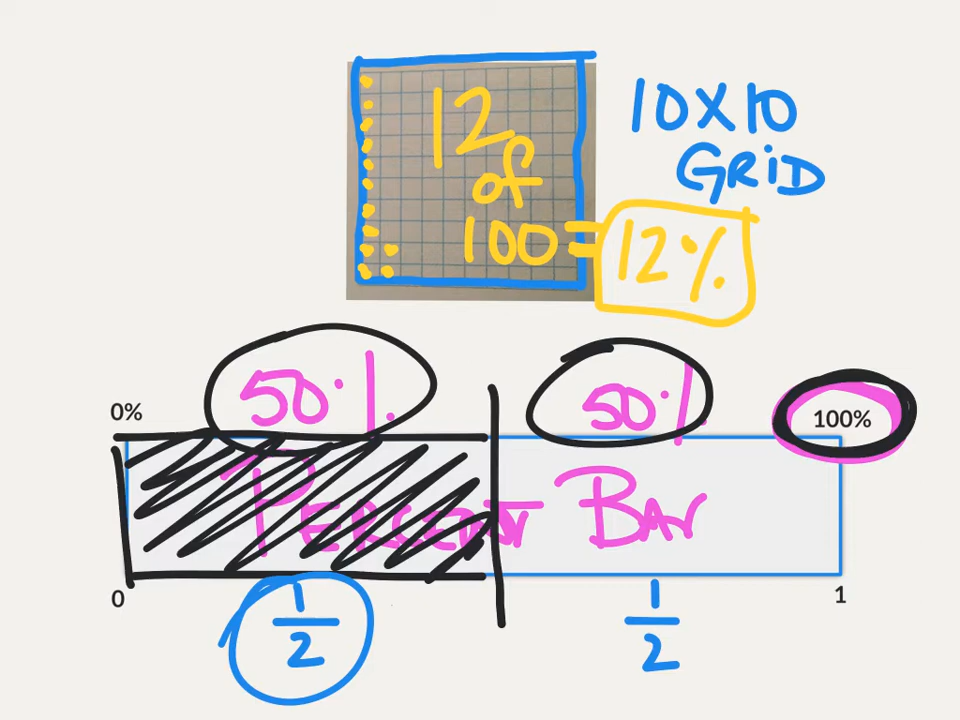 12
of
100 = 12%
10X10
GRID
50% 50%
0% 100%
PERCENT BAR
0 1
1/2 1/2